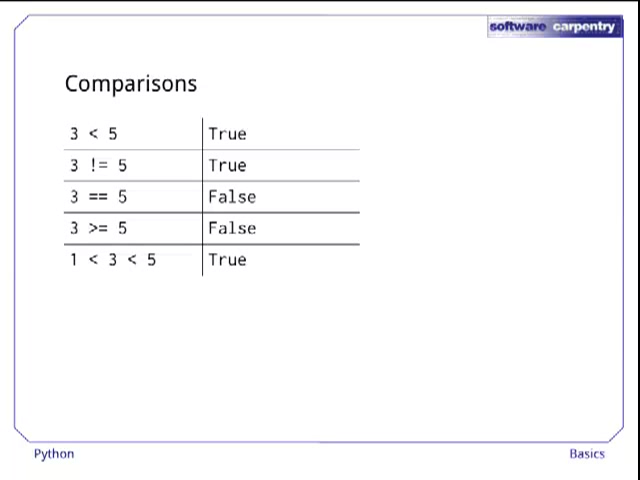 software carpentry
Comparisons
3 < 5 True
3 != 5 True
3 == 5 False
3 >= 5 False
1 < 3 < 5 True
Python Basics